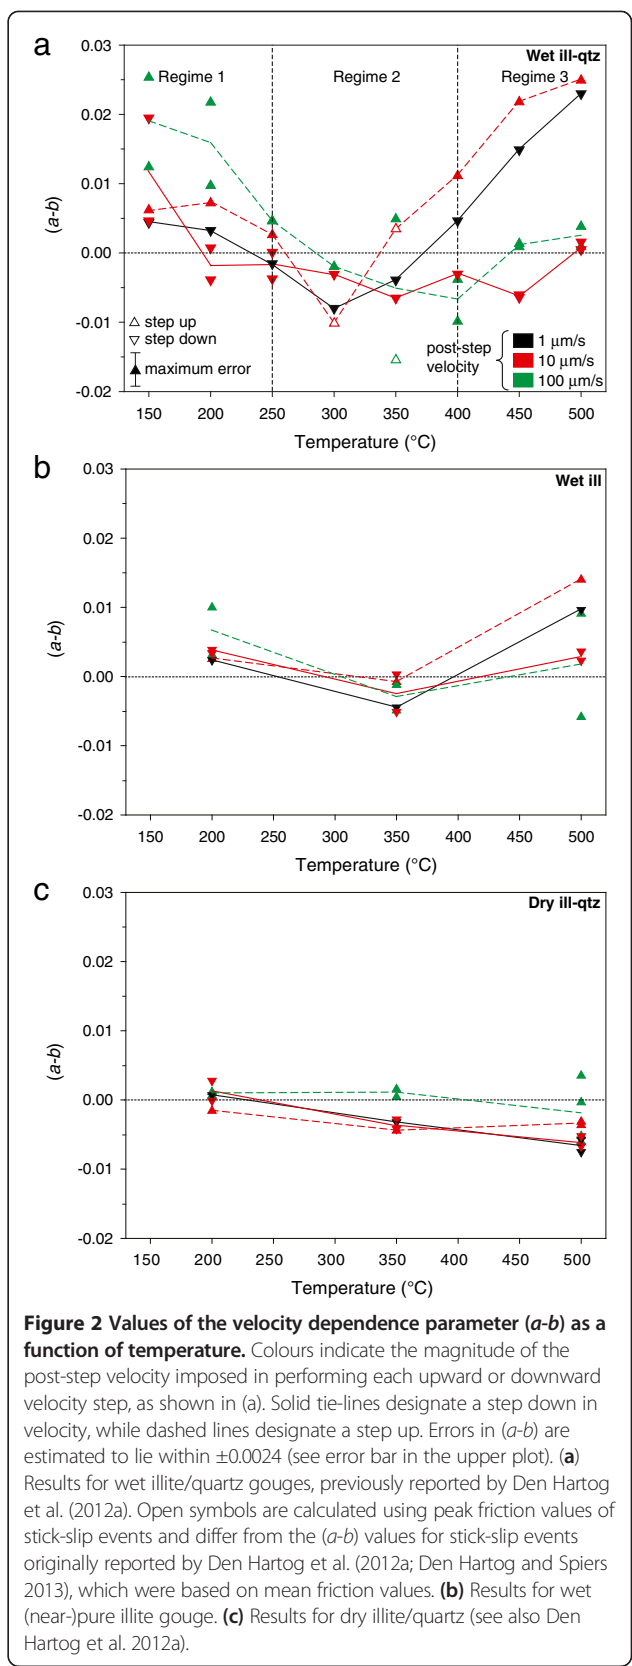 a
0.03
0.02
0.01
0.00
-0.01
-0.02
(a-b)
Wet ill-qtz
Regime 1
Regime 2
Regime 3
step up
step down
maximum error
post-step
velocity
1 μm/s
10 μm/s
100 μm/s
150 200 250 300 350 400 450 500
Temperature (°C)
b
0.03
0.02
0.01
0.00
-0.01
-0.02
(a-b)
Wet ill
150 200 250 300 350 400 450 500
Temperature (°C)
c
0.03
0.02
0.01
0.00
-0.01
-0.02
(a-b)
Dry ill-qtz
150 200 250 300 350 400 450 500
Temperature (°C)
Figure 2 Values of the velocity dependence parameter (a-b) as a
function of temperature. Colours indicate the magnitude of the
post-step velocity imposed in performing each upward or downward
velocity step, as shown in (a). Solid tie-lines designate a step down in
velocity, while dashed lines designate a step up. Errors in (a-b) are
estimated to lie within ±0.0024 (see error bar in the upper plot). (a)
Results for wet illite/quartz gouges, previously reported by Den Hartog
et al. (2012a). Open symbols are calculated using peak friction values of
stick-slip events and differ from the (a-b) values for stick-slip events
originally reported by Den Hartog et al. (2012a; Den Hartog and Spiers
2013), which were based on mean friction values. (b) Results for wet
(near-)pure illite gouge. (c) Results for dry illite/quartz (see also Den
Hartog et al. 2012a).